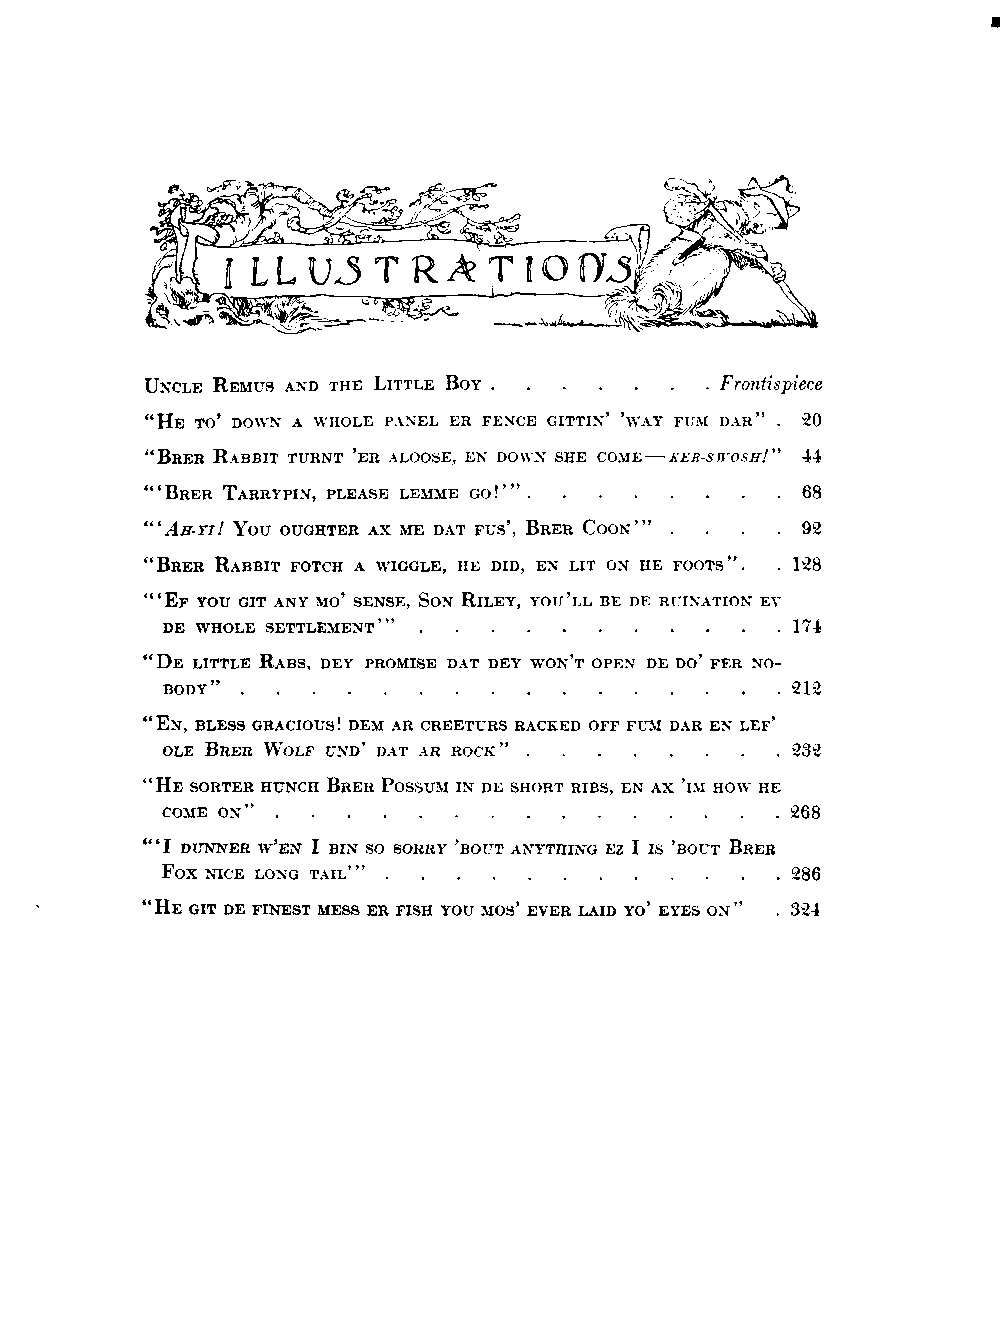 ILLUSTRATIONS
Uncle Remus and the Little Boy . . . . . . . Frontispiece
“He to’ down a whole panel er fence gittin’ ’way fum dar” . 20
“Brer Rabbit turnt ’er aloose, en down she come—ker-swosh!” 44
“‘Brer Tarrypin, please lemme go!’” . . . . . . . . 68
“‘Ah-yi! You oughter ax me dat fus’, Brer Coon’” . . . . 92
“Brer Rabbit fotch a wiggle, he did, en lit on he foots” . . 128
“‘Ef you git any mo’ sense, Son Riley, you’ll be de ruination ev
de whole settlement’” . . . . . . . . . . . 174
“De little Rabs, dey promise dat dey won’t open de do’ fer no-
body” . . . . . . . . . . . . . . . . 212
“En, bless gracious! dem ar creeturs racked off fum dar en lef’
ole Brer Wolf und’ dat ar rock” . . . . . . . . 232
“He sorter hunch Brer Possum in de short ribs, en ax ’im how he
come on” . . . . . . . . . . . . . . . 268
“‘I dunner w’en I bin so sorry ’bout anything ez I is ’bout Brer
Fox nice long tail’” . . . . . . . . . . . . 286
“He git de finest mess er fish you mos’ ever laid yo’ eyes on” . 324